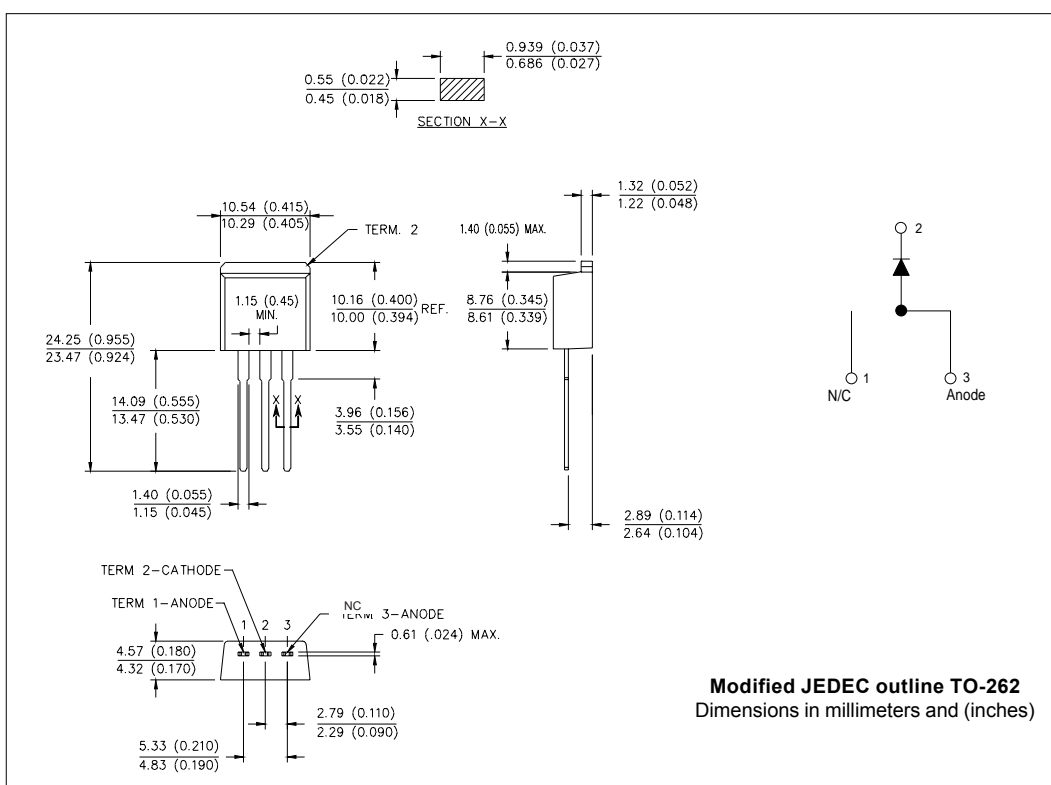 0.939 (0.037)
0.686 (0.027)
0.55 (0.022)
0.45 (0.018)
SECTION X-X
10.54 (0.415)
10.29 (0.405)
TERM. 2
1.32 (0.052)
1.22 (0.048)
1.40 (0.055) MAX.
2
1.15 (0.45)
MIN.
10.16 (0.400)
10.00 (0.394)
REF.
8.76 (0.345)
8.61 (0.339)
24.25 (0.955)
23.47 (0.924)
14.09 (0.555)
13.47 (0.530)
X X
3.96 (0.156)
3.55 (0.140)
1
N/C
3
Anode
1.40 (0.055)
1.15 (0.045)
2.89 (0.114)
2.64 (0.104)
TERM 2-CATHODE
TERM 1-ANODE
NC
3-ANODE
1 2 3
0.61 (.024) MAX.
4.57 (0.180)
4.32 (0.170)
2.79 (0.110)
2.29 (0.090)
5.33 (0.210)
4.83 (0.190)
Modified JEDEC outline TO-262
Dimensions in millimeters and (inches)